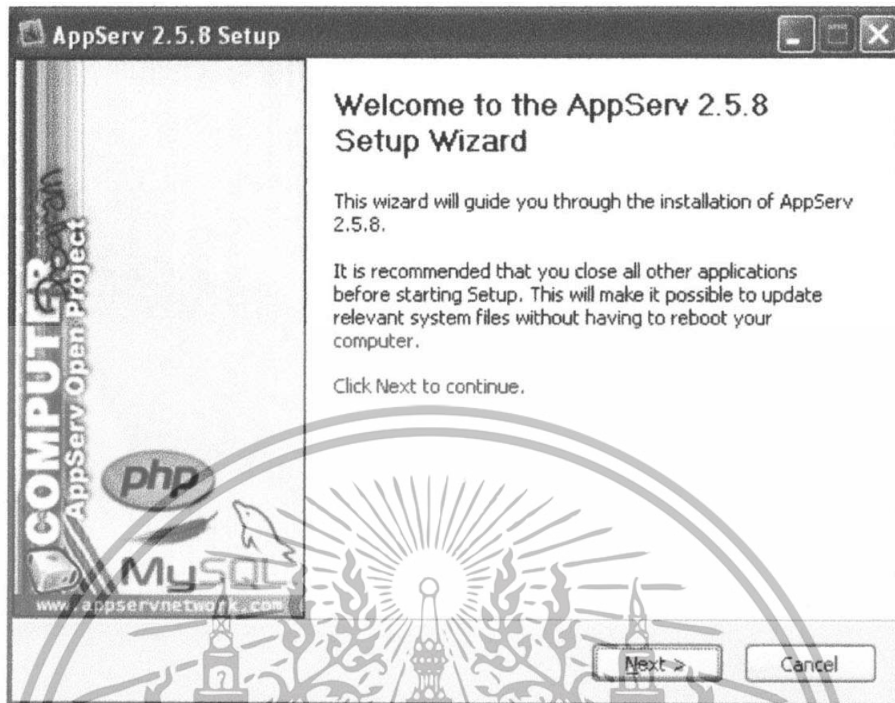 AppServ 2.5.8 Setup
Welcome to the AppServ 2.5.8
Setup Wizard
This wizard will guide you through the installation of AppServ
2.5.8.
It is recommended that you close all other applications
before starting Setup. This will make it possible to update
relevant system files without having to reboot your
computer.
Click Next to continue.
COMPUTER
Program
AppServ Open Project
php
MySQL
www.appservnetwork.com
Next >
Cancel